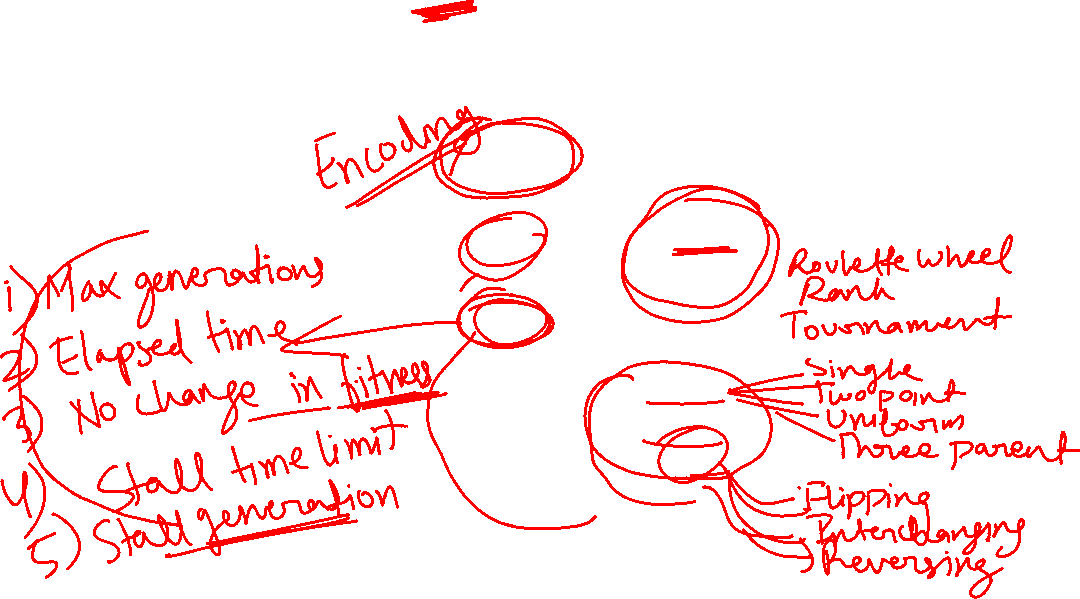 Encoding
1) Max generations
2) Elapsed time
3) No change in fitness
4) Stall time limit
5) Stall generation
Roulette wheel
Rank
Tournament
Single
Two point
Uniform
Three parent
Flipping
Interchanging
Reversing